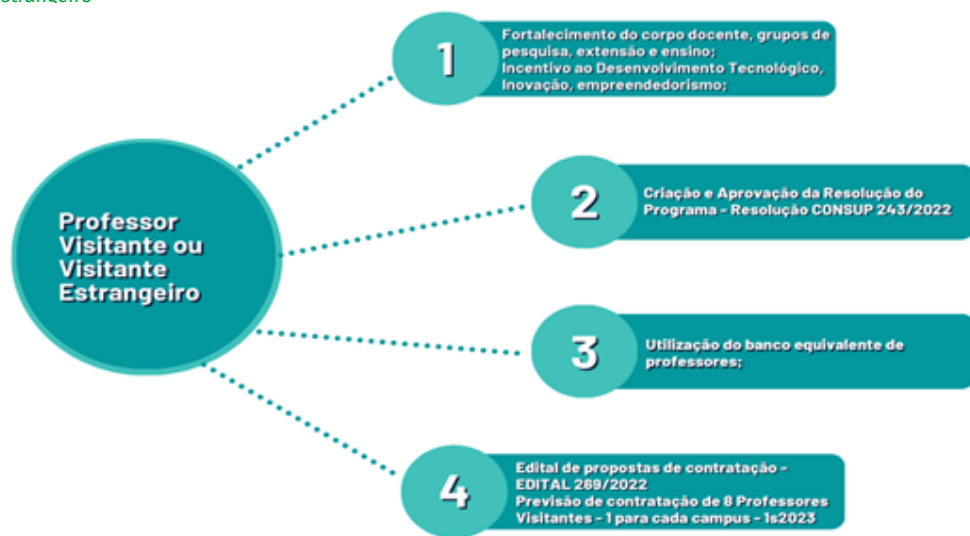 Estrangeiro
1
Fortalecimento do corpo docente, grupos de
pesquisa, extensão e ensino;
Incentivo ao Desenvolvimento Tecnológico,
Inovação, empreendedorismo;
Professor
Visitante ou
Visitante
Estrangeiro
2
Criação e Aprovação da Resolução do
Programa - Resolução CONSUP 243/2022
3
Utilização do banco equivalente de
professores;
4
Edital de propostas de contratação -
EDITAL 269/2022
Previsão de contratação de 8 Professores
Visitantes - 1 para cada campus - 1s2023